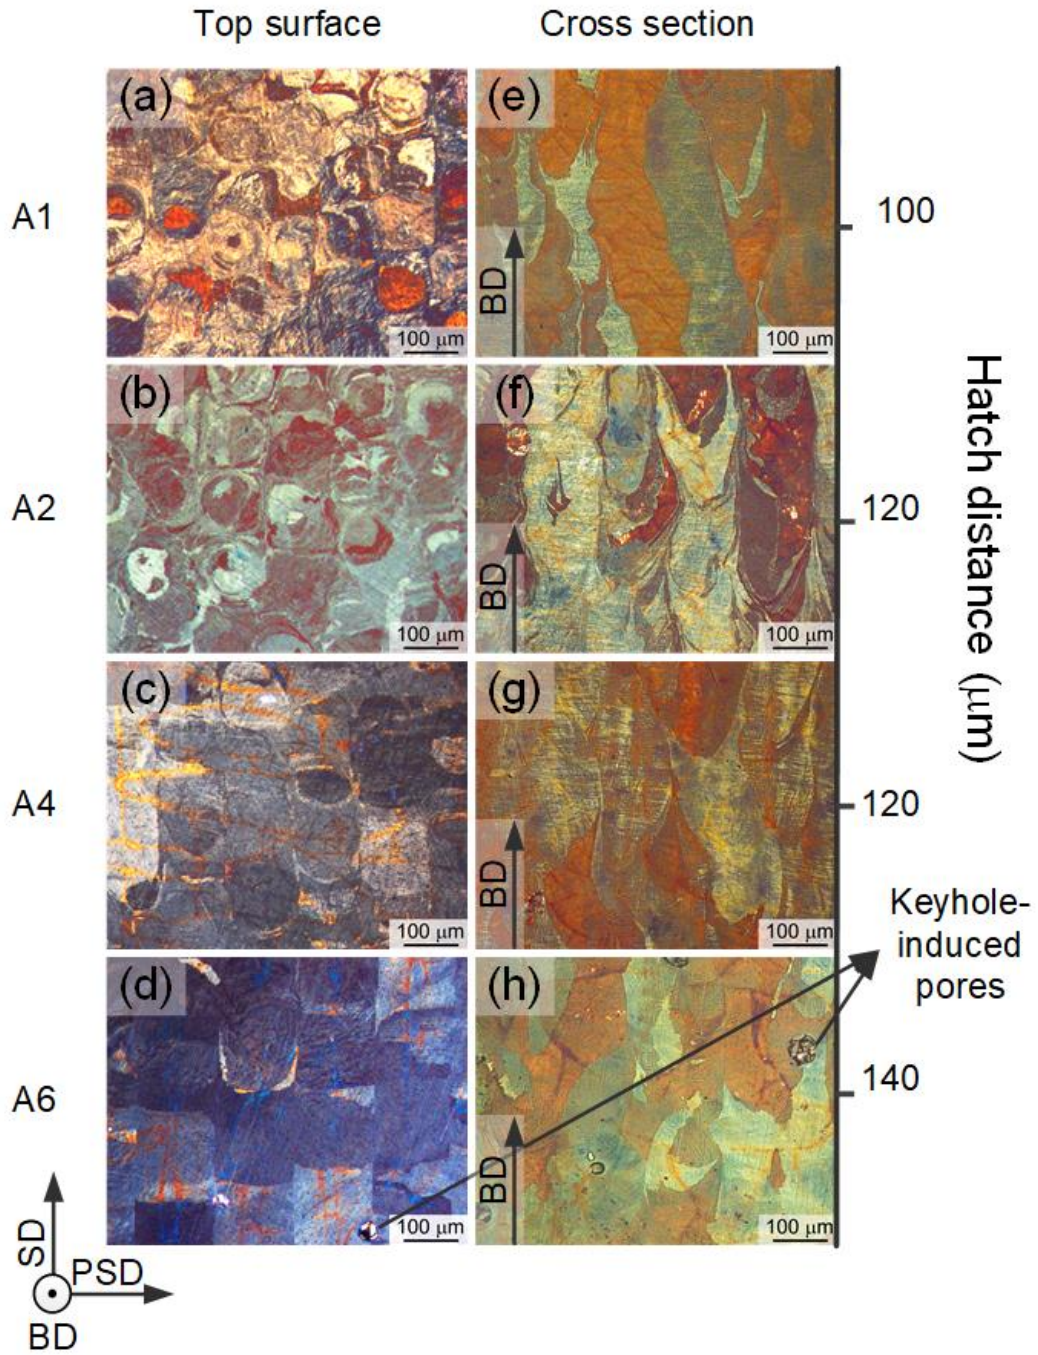 Top surface
Cross section
(a)
(e)
A1
100
BD
100 μm
100 μm
(b)
(f)
A2
120
BD
100 μm
100 μm
Hatch distance (μm)
(c)
(g)
A4
120
BD
100 μm
100 μm
Keyhole-
induced
pores
(d)
(h)
A6
140
BD
100 μm
100 μm
SD
PSD
BD